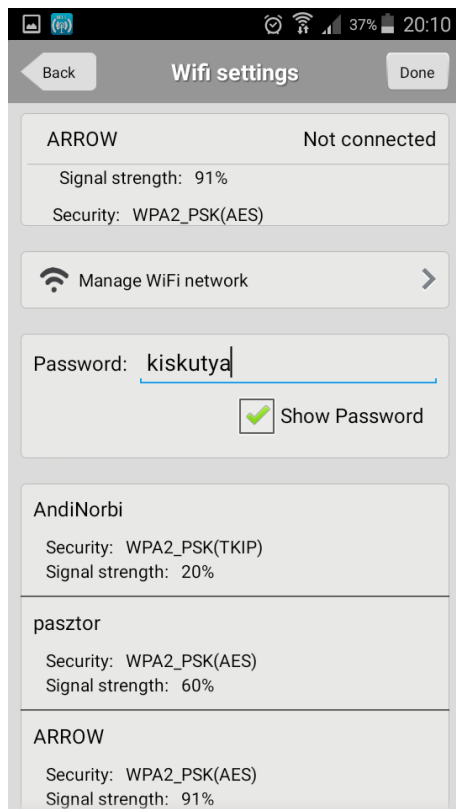 37% 20:10
Back Wifi settings Done
ARROW Not connected
Signal strength: 91%
Security: WPA2_PSK(AES)
Manage WiFi network
Password: kiskutya
Show Password
AndiNorbi
Security: WPA2_PSK(TKIP)
Signal strength: 20%
pasztor
Security: WPA2_PSK(AES)
Signal strength: 60%
ARROW
Security: WPA2_PSK(AES)
Signal strength: 91%